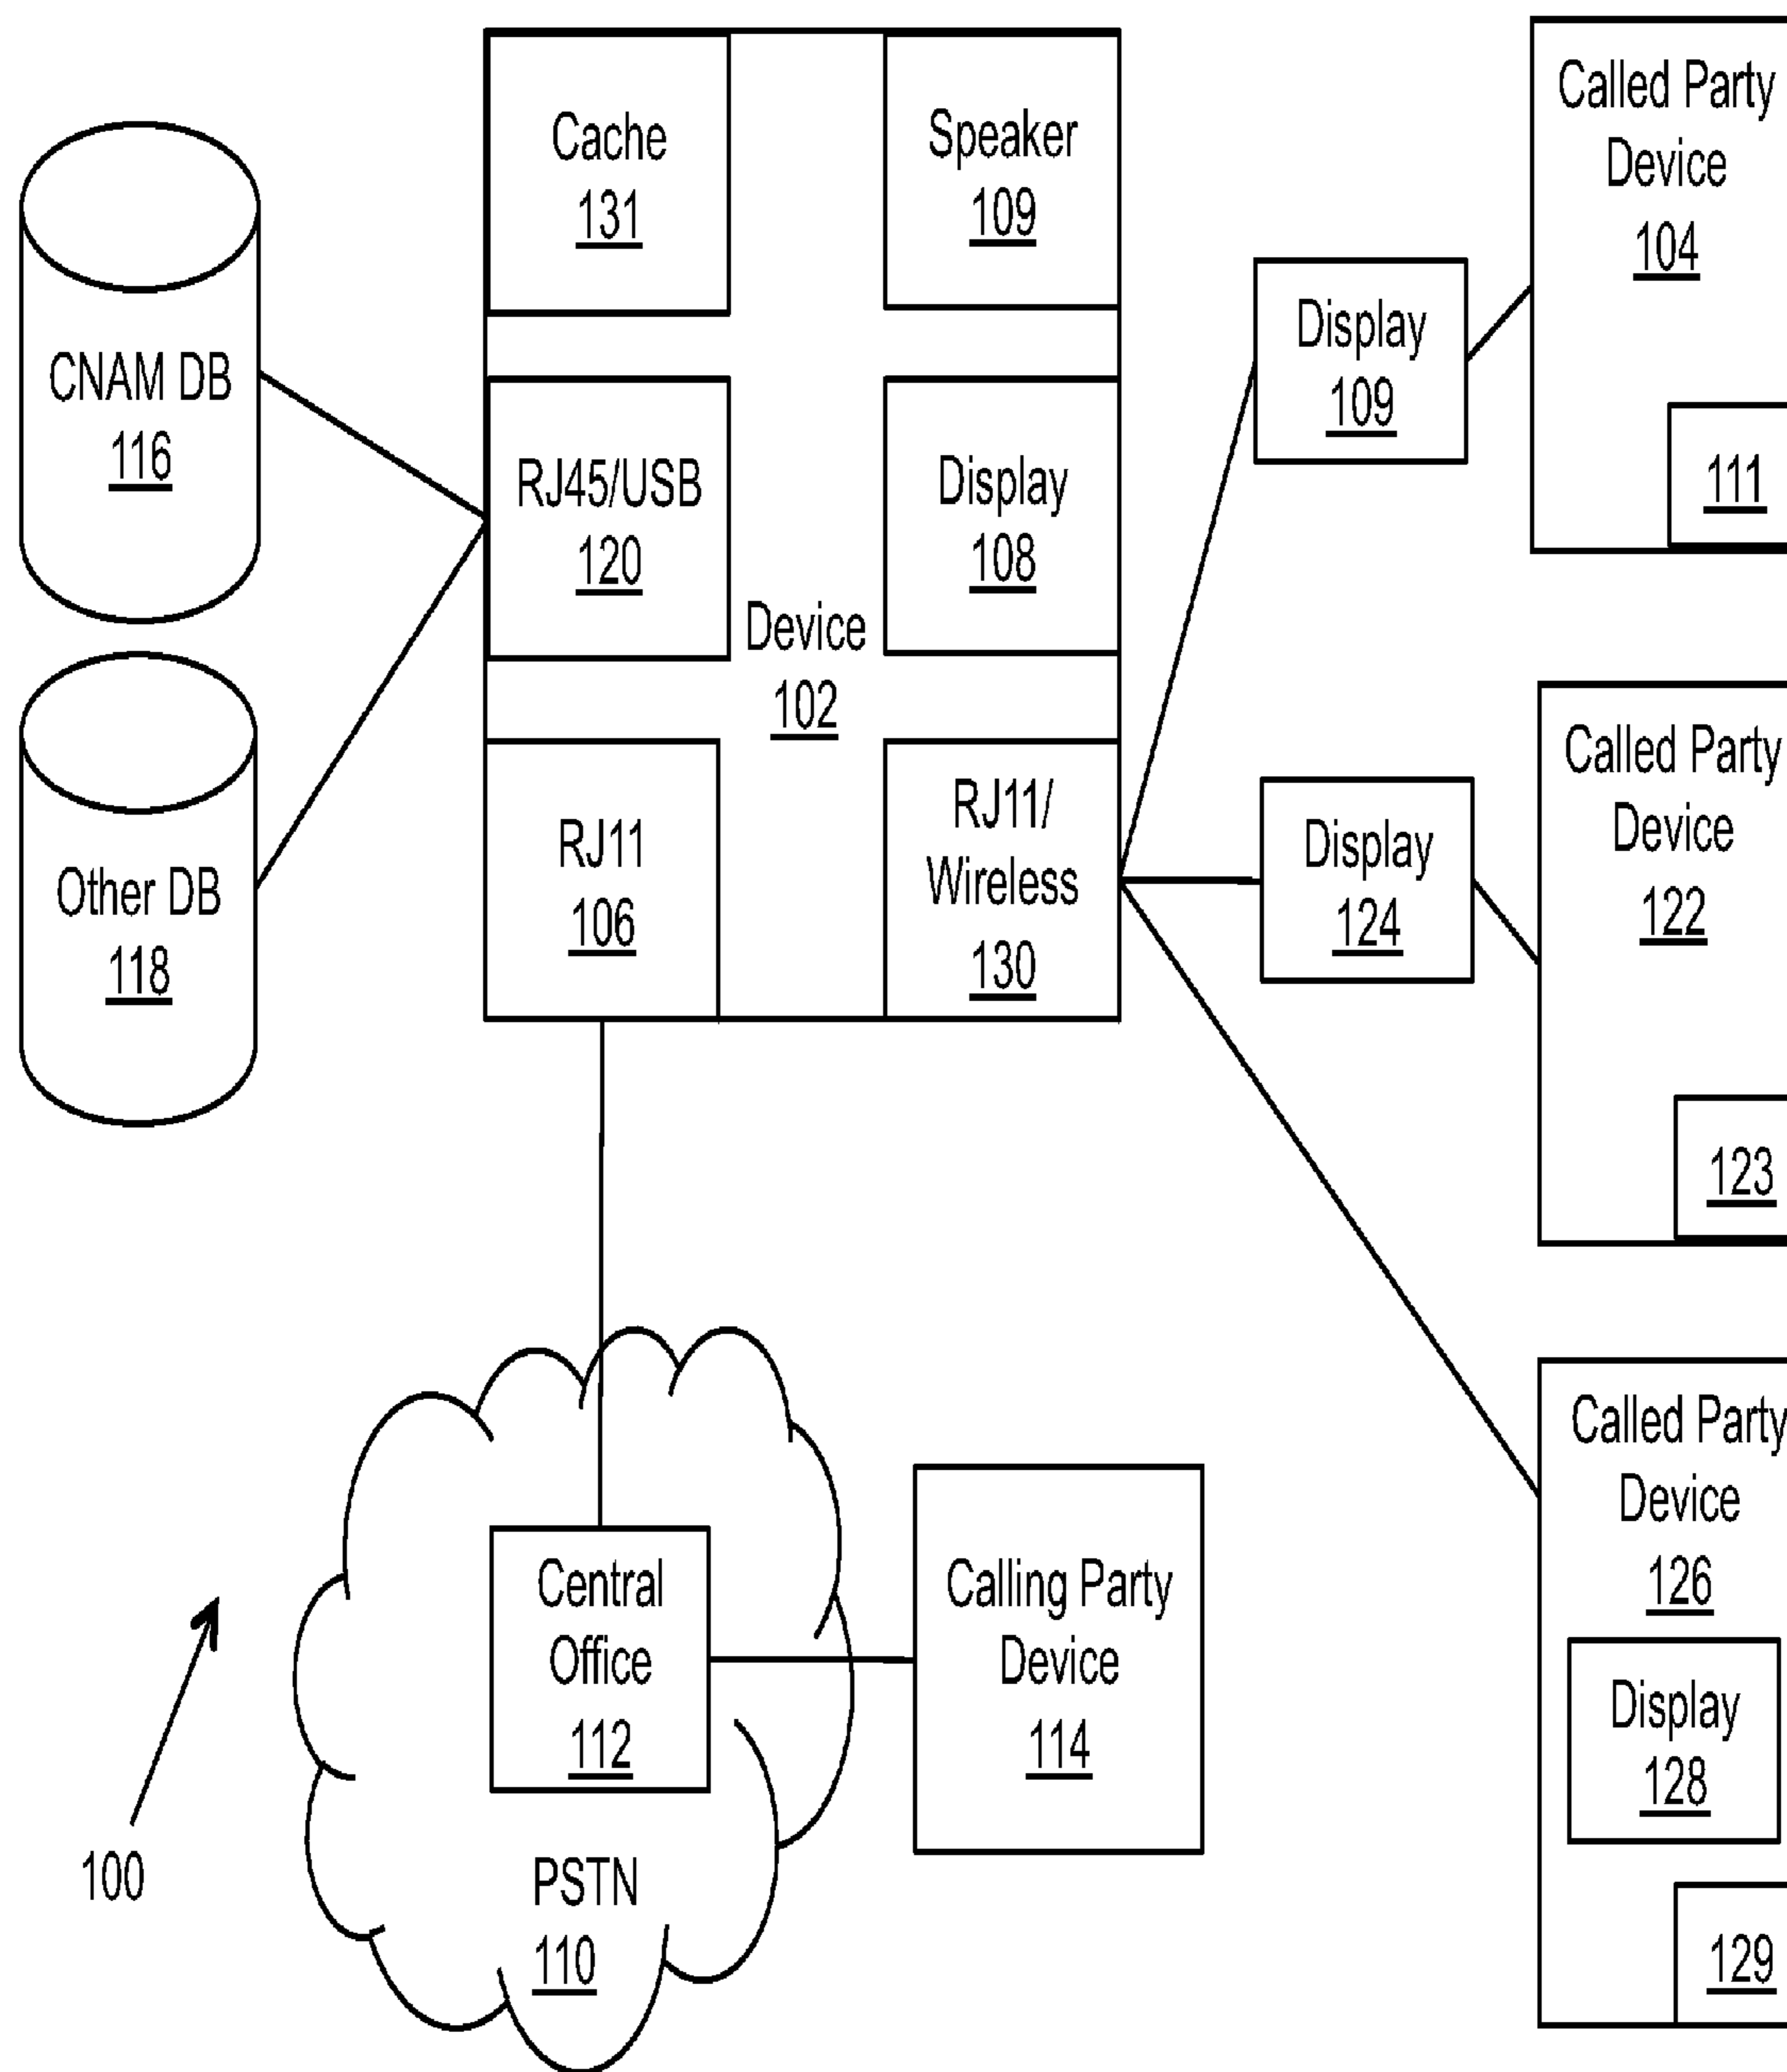 CNAM DB
116
Other DB
118
Cache
131
Speaker
109
RJ45/USB
120
Display
108
Device
102
RJ11
106
RJ11/
Wireless
130
Display
109
Called Party
Device
104
111
Display
124
Called Party
Device
122
123
Called Party
Device
126
Display
128
129
Central
Office
112
Calling Party
Device
114
PSTN
110
100